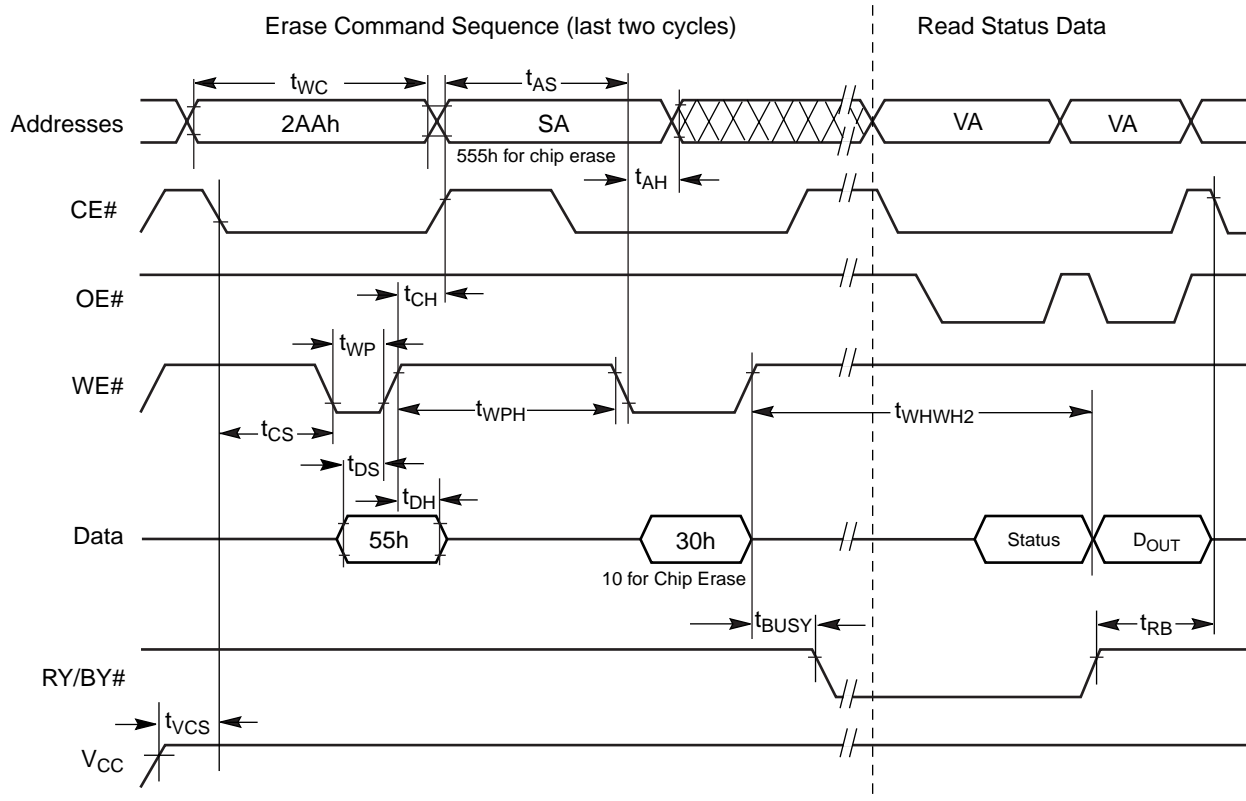 Erase Command Sequence (last two cycles)
Read Status Data
tWC
tAS
Addresses
2AAh
SA
VA
VA
555h for chip erase
tAH
CE#
OE#
tCH
tWP
WE#
tWPH
tWHWH2
tCS
tDS
tDH
Data
55h
30h
Status
DOUT
10 for Chip Erase
tBUSY
tRB
RY/BY#
tVCS
VCC